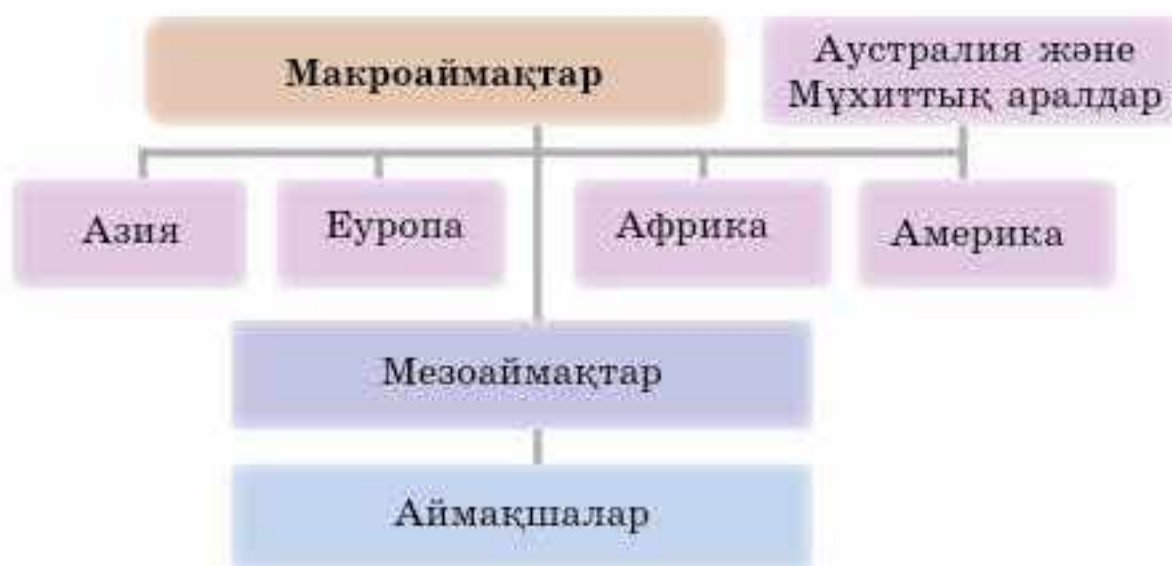 Макроаймақтар
Аустралия және
Мұхиттық аралдар
Азия
Еуропа
Африка
Америка
Мезоаймақтар
Аймақшалар